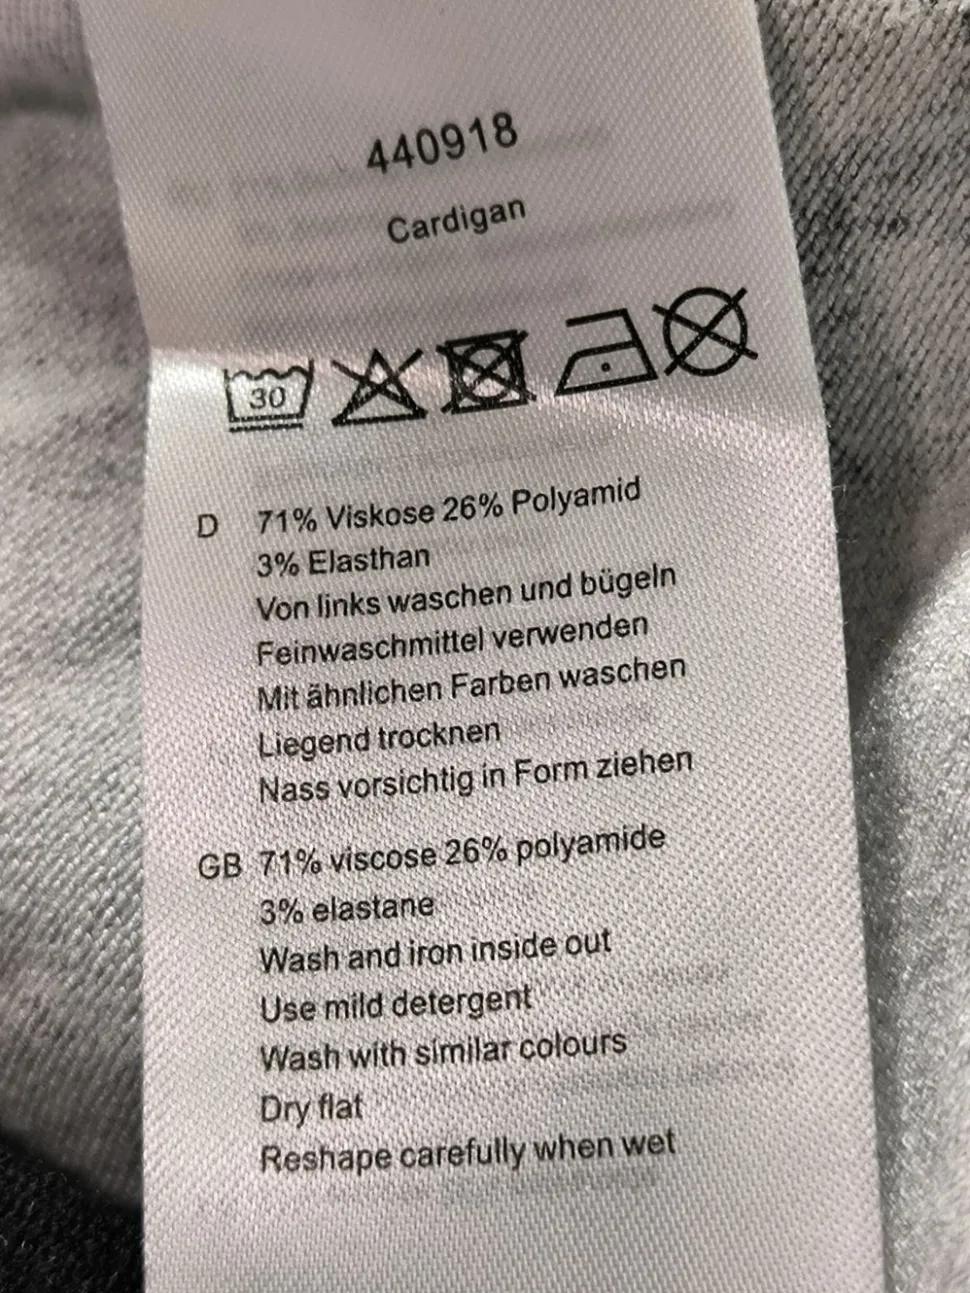 440918
Cardigan
30
D 71% Viskose 26% Polyamid
3% Elasthan
Von links waschen und bügeln
Feinwaschmittel verwenden
Mit ähnlichen Farben waschen
Liegend trocknen
Nass vorsichtig in Form ziehen
GB 71% viscose 26% polyamide
3% elastane
Wash and iron inside out
Use mild detergent
Wash with similar colours
Dry flat
Reshape carefully when wet